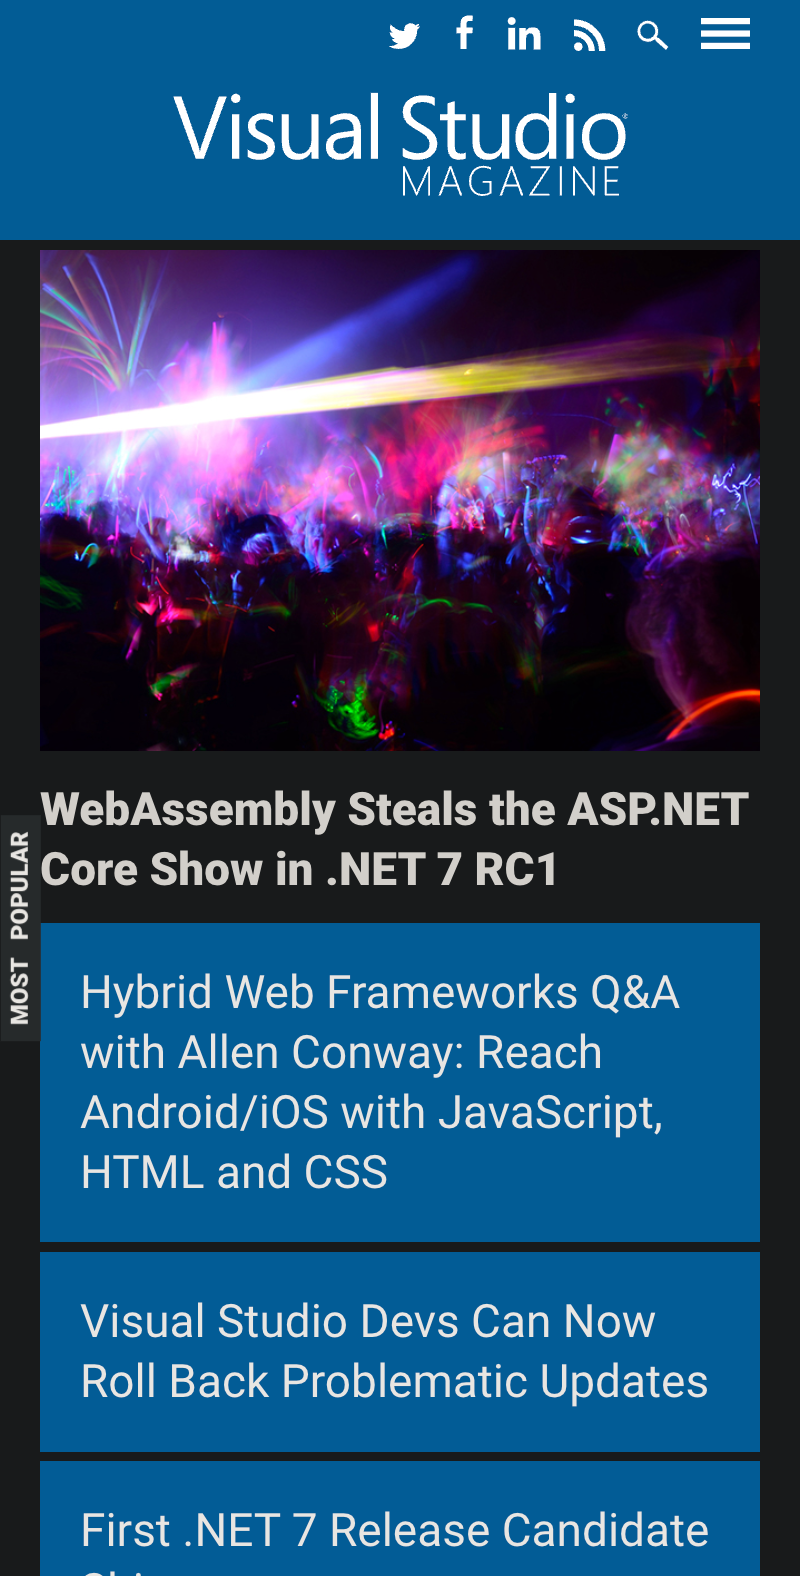 Visual Studio
MAGAZINE
WebAssembly Steals the ASP.NET
Core Show in .NET 7 RC1
MOST POPULAR
Hybrid Web Frameworks Q&A
with Allen Conway: Reach
Android/iOS with JavaScript,
HTML and CSS
Visual Studio Devs Can Now
Roll Back Problematic Updates
First .NET 7 Release Candidate